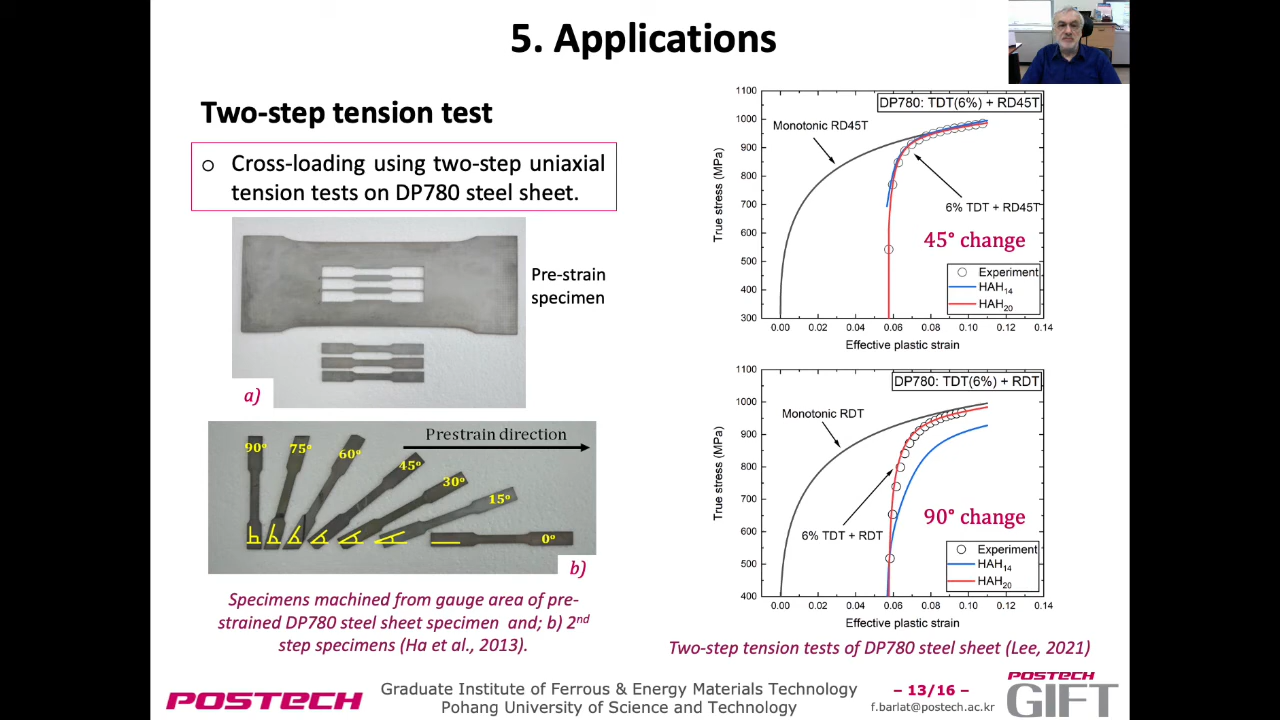 5. Applications
Two-step tension test
○ Cross-loading using two-step uniaxial
tension tests on DP780 steel sheet.
Pre-strain
specimen
a)
Prestrain direction
90°
75°
60°
45°
30°
15°
0°
b)
Specimens machined from gauge area of pre-
strained DP780 steel sheet specimen and; b) 2nd
step specimens (Ha et al., 2013).
DP780: TDT(6%) + RD45T
Monotonic RD45T
6% TDT + RD45T
45° change
Experiment
HAH14
HAH20
True stress (MPa)
1100
1000
900
800
700
600
500
400
300
0.00 0.02 0.04 0.06 0.08 0.10 0.12 0.14
Effective plastic strain
DP780: TDT(6%) + RDT
Monotonic RDT
6% TDT + RDT
90° change
Experiment
HAH14
HAH20
True stress (MPa)
1100
1000
900
800
700
600
500
400
0.00 0.02 0.04 0.06 0.08 0.10 0.12 0.14
Effective plastic strain
Two-step tension tests of DP780 steel sheet (Lee, 2021)
POSTECH
Graduate Institute of Ferrous & Energy Materials Technology
Pohang University of Science and Technology
– 13/16 –
f.barlat@postech.ac.kr
POSTECH
GIFT